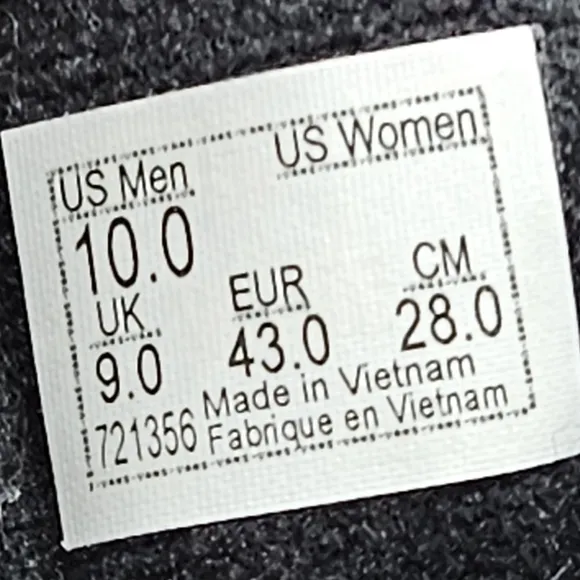 US Men US Women
10.0
UK EUR CM
9.0 43.0 28.0
721356 Made in Vietnam
Fabrique en Vietnam